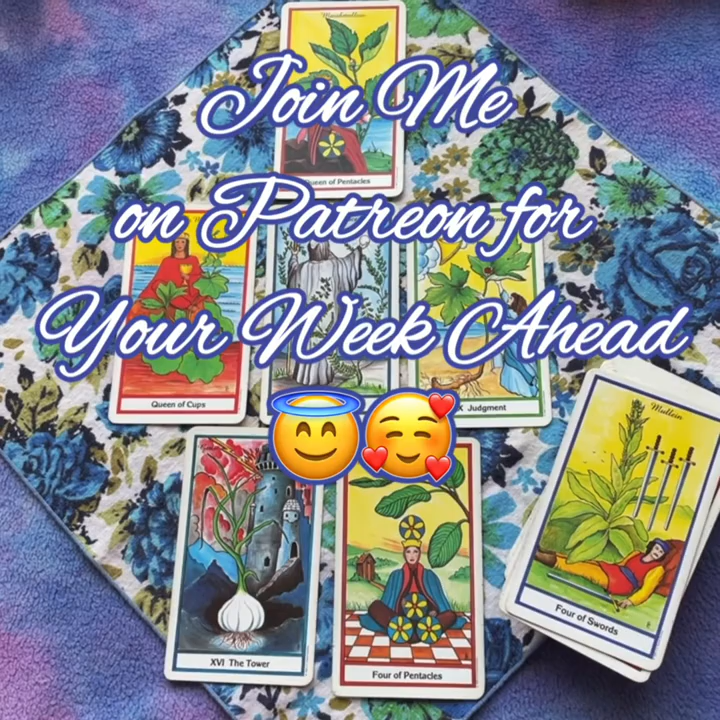 Marshmallow
Join Me
Queen of Pentacles
on Patreon for
Your Week Ahead
Queen of Cups
X Judgment
Mullein
XVI The Tower
Four of Pentacles
Four of Swords